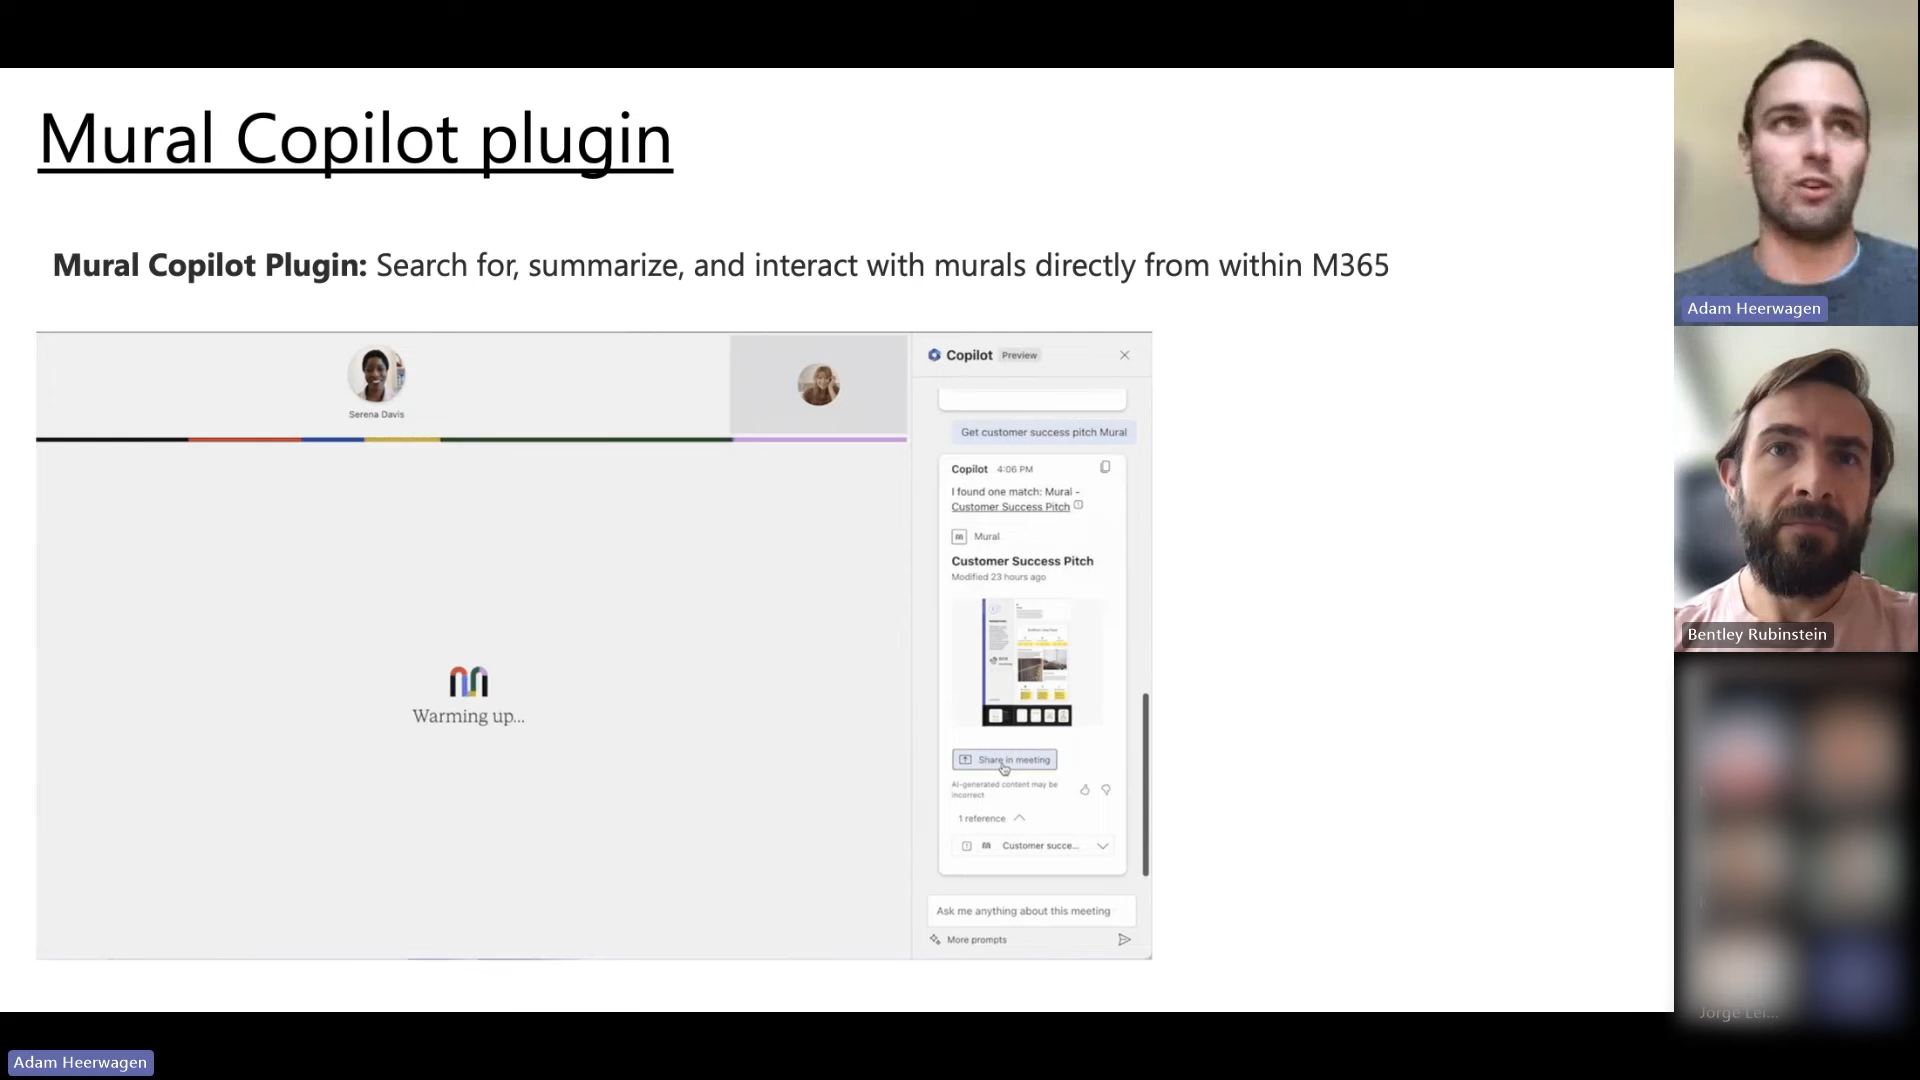 Mural Copilot plugin
Mural Copilot Plugin: Search for, summarize, and interact with murals directly from within M365
Serena Davis
Warming up...
Copilot Preview
Get customer success pitch Mural
Copilot 4:06 PM
I found one match: Mural -
Customer Success Pitch
Mural
Customer Success Pitch
Modified 23 hours ago
Share in meeting
AI-generated content may be
incorrect
1 reference
Customer succe...
Ask me anything about this meeting
More prompts
Adam Heerwagen
Bentley Rubinstein
Jorge Lei...
Adam Heerwagen